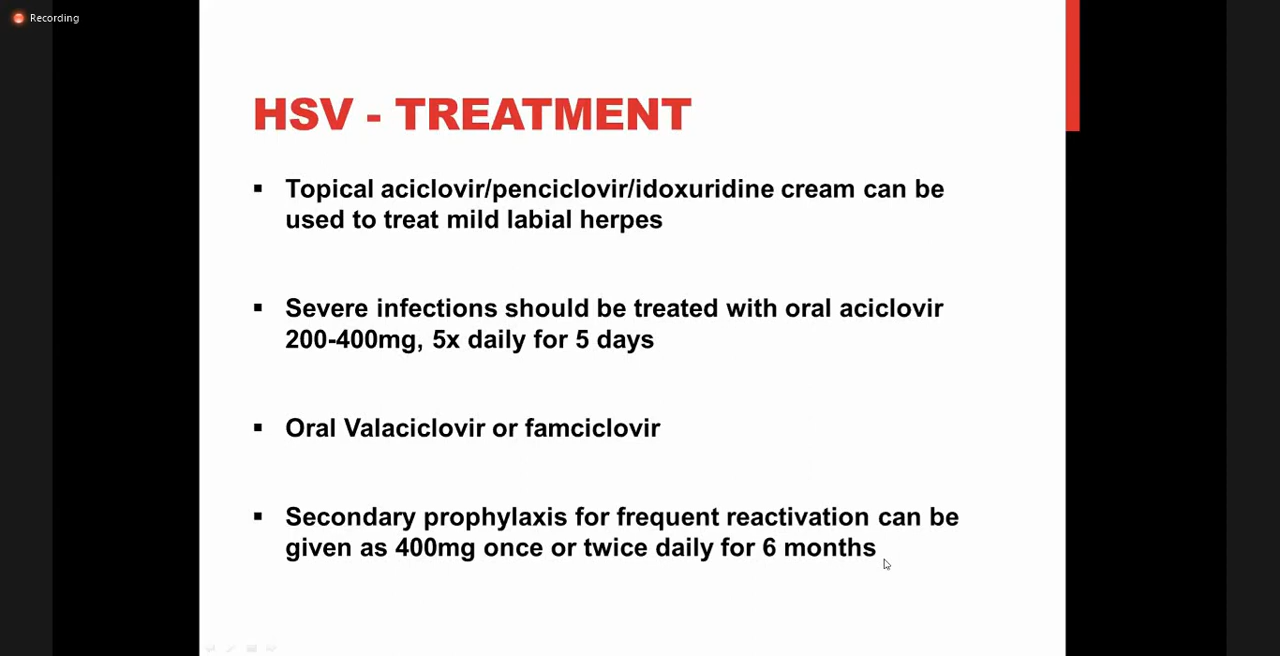 Recording
HSV - TREATMENT
▪ Topical aciclovir/penciclovir/idoxuridine cream can be
used to treat mild labial herpes
▪ Severe infections should be treated with oral aciclovir
200-400mg, 5x daily for 5 days
▪ Oral Valaciclovir or famciclovir
▪ Secondary prophylaxis for frequent reactivation can be
given as 400mg once or twice daily for 6 months